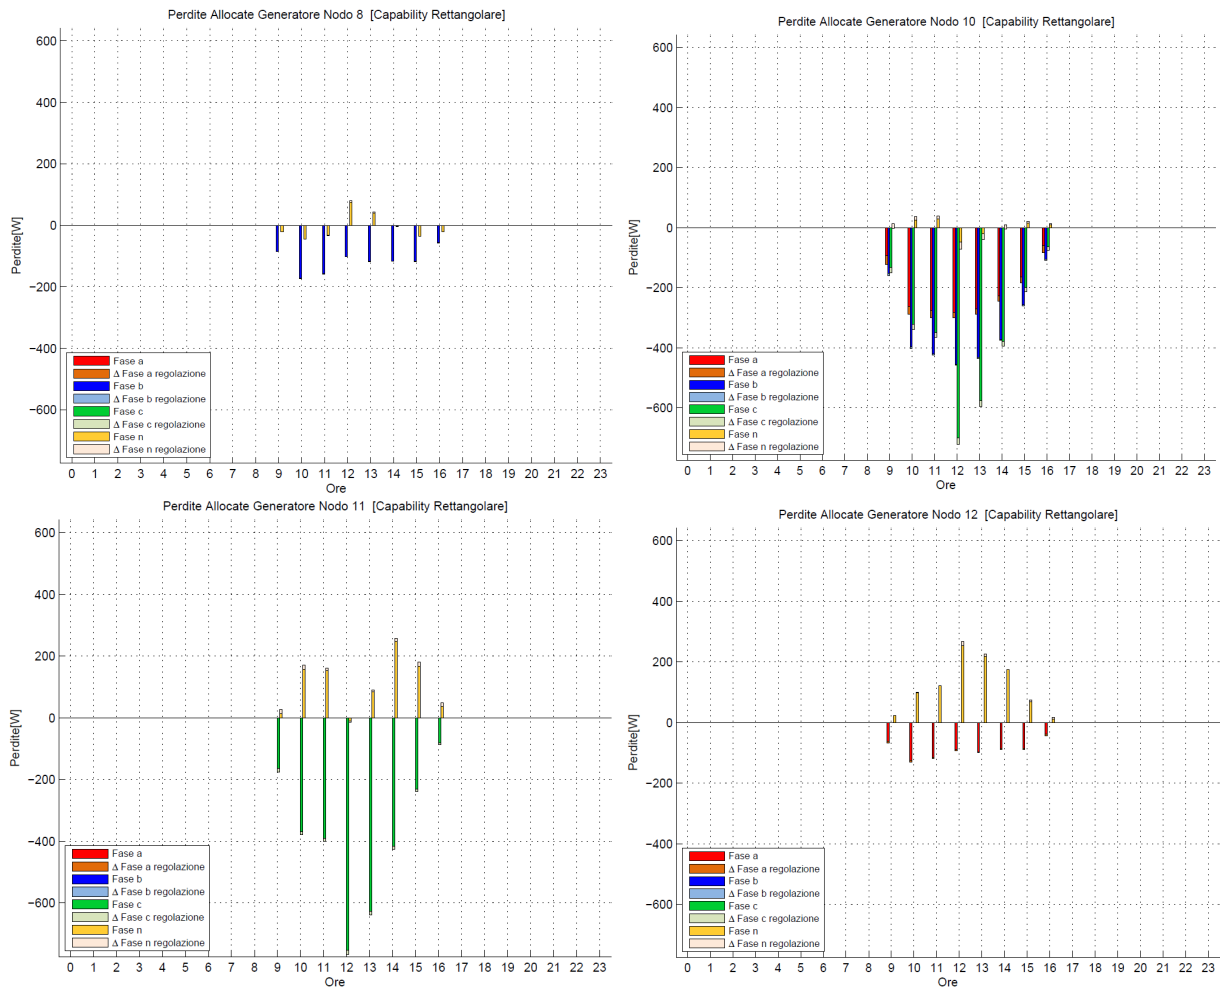 Perdite Allocate Generatore Nodo 8 [Capability Rettangolare]
600
400
200
0
−200
−400
−600
Perdite[W]
Fase a
Δ Fase a regolazione
Fase b
Δ Fase b regolazione
Fase c
Δ Fase c regolazione
Fase n
Δ Fase n regolazione
0 1 2 3 4 5 6 7 8 9 10 11 12 13 14 15 16 17 18 19 20 21 22 23
Ore
Perdite Allocate Generatore Nodo 10 [Capability Rettangolare]
600
400
200
0
−200
−400
−600
Perdite[W]
Fase a
Δ Fase a regolazione
Fase b
Δ Fase b regolazione
Fase c
Δ Fase c regolazione
Fase n
Δ Fase n regolazione
0 1 2 3 4 5 6 7 8 9 10 11 12 13 14 15 16 17 18 19 20 21 22 23
Ore
Perdite Allocate Generatore Nodo 11 [Capability Rettangolare]
600
400
200
0
−200
−400
−600
Perdite[W]
Fase a
Δ Fase a regolazione
Fase b
Δ Fase b regolazione
Fase c
Δ Fase c regolazione
Fase n
Δ Fase n regolazione
0 1 2 3 4 5 6 7 8 9 10 11 12 13 14 15 16 17 18 19 20 21 22 23
Ore
Perdite Allocate Generatore Nodo 12 [Capability Rettangolare]
600
400
200
0
−200
−400
−600
Perdite[W]
Fase a
Δ Fase a regolazione
Fase b
Δ Fase b regolazione
Fase c
Δ Fase c regolazione
Fase n
Δ Fase n regolazione
0 1 2 3 4 5 6 7 8 9 10 11 12 13 14 15 16 17 18 19 20 21 22 23
Ore